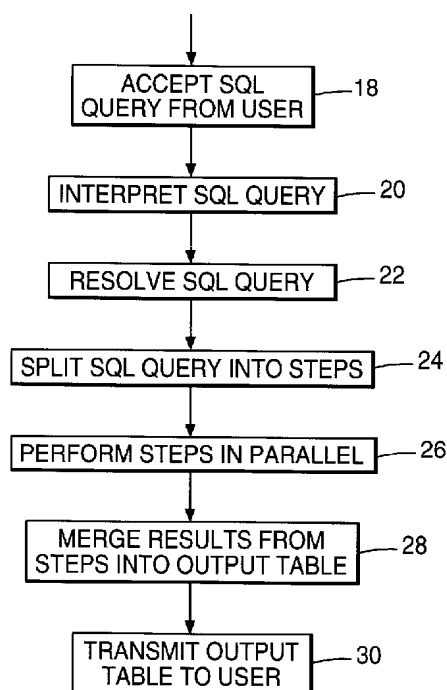 ACCEPT SQL
QUERY FROM USER
18
INTERPRET SQL QUERY
20
RESOLVE SQL QUERY
22
SPLIT SQL QUERY INTO STEPS
24
PERFORM STEPS IN PARALLEL
26
MERGE RESULTS FROM
STEPS INTO OUTPUT TABLE
28
TRANSMIT OUTPUT
TABLE TO USER
30